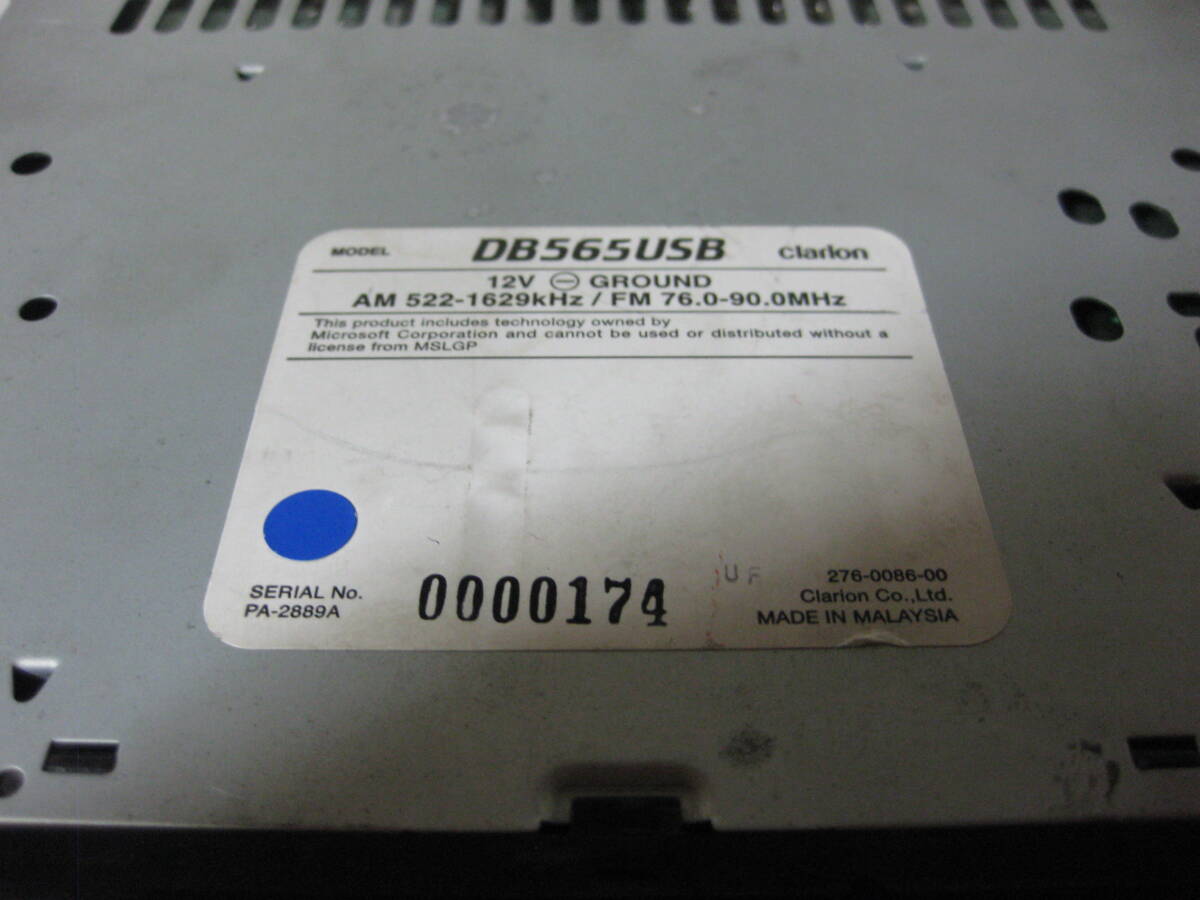 MODEL DB565USB clarion
12V ⊖ GROUND
AM 522-1629kHz / FM 76.0-90.0MHz
This product includes technology owned by
Microsoft Corporation and cannot be used or distributed without a
license from MSLGP
SERIAL No. 0000174 UF 276-0086-00
PA-2889A Clarion Co.,Ltd.
MADE IN MALAYSIA